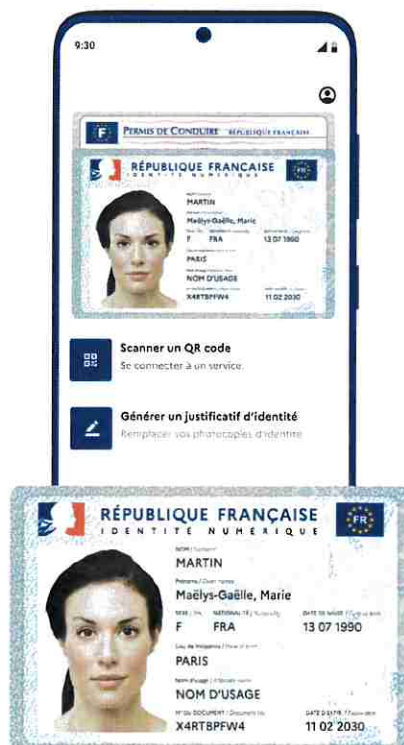 9:30
F PERMIS DE CONDUIRE RÉPUBLIQUE FRANÇAISE
RÉPUBLIQUE FRANÇAISE FR
IDENTITÉ NUMÉRIQUE
MARTIN
Maëlys-Gaëlle, Marie
F FRA 13 07 1990
PARIS
NOM D'USAGE
X4RTBPFW4 11 02 2030
Scanner un QR code
Se connecter à un service.
Générer un justificatif d'identité
Remplacer vos photocopies d'identité
RÉPUBLIQUE FRANÇAISE FR
IDENTITÉ NUMÉRIQUE
NOM / Surname
MARTIN
Prénoms / Given names
Maëlys-Gaëlle, Marie
SEXE / Sex NATIONALITÉ / Nationality DATE DE NAISS. / Date of birth
F FRA 13 07 1990
Lieu de naissance / Place of birth
PARIS
Nom d'usage / Alternate name
NOM D'USAGE
N° DU DOCUMENT / Document No DATE D'EXPIR. / Expiry date
X4RTBPFW4 11 02 2030